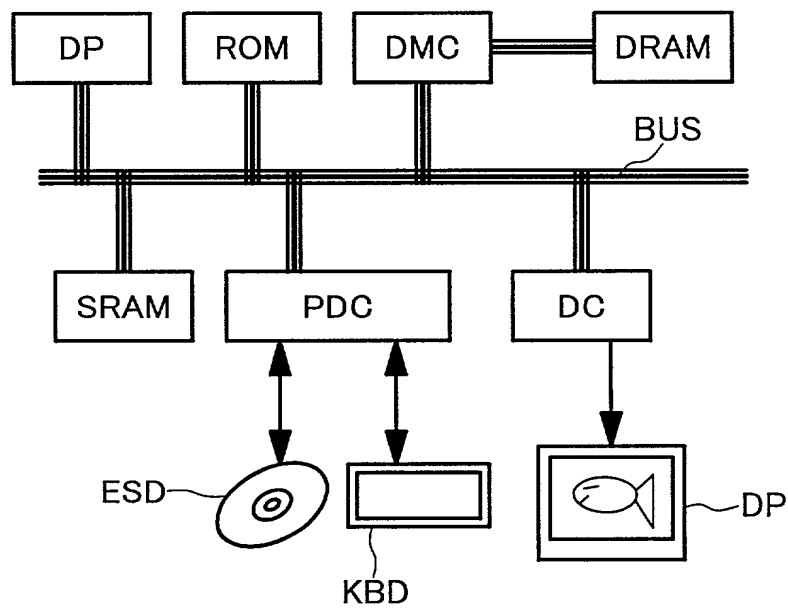 DP
ROM
DMC
DRAM
BUS
SRAM
PDC
DC
ESD
KBD
DP